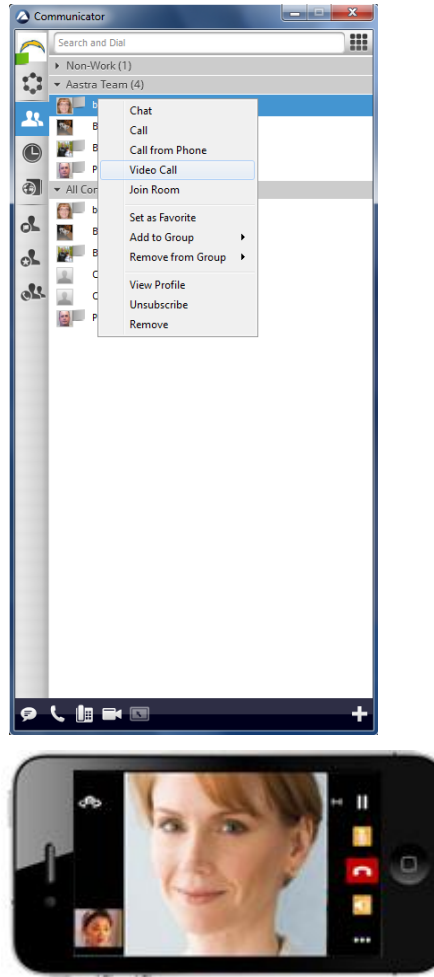 Communicator
Search and Dial
Non-Work (1)
Aastra Team (4)
b
Chat
Call
B
B
Call from Phone
P
Video Call
Join Room
All Con
b
Set as Favorite
B
Add to Group
B
Remove from Group
C
View Profile
C
Unsubscribe
P
Remove